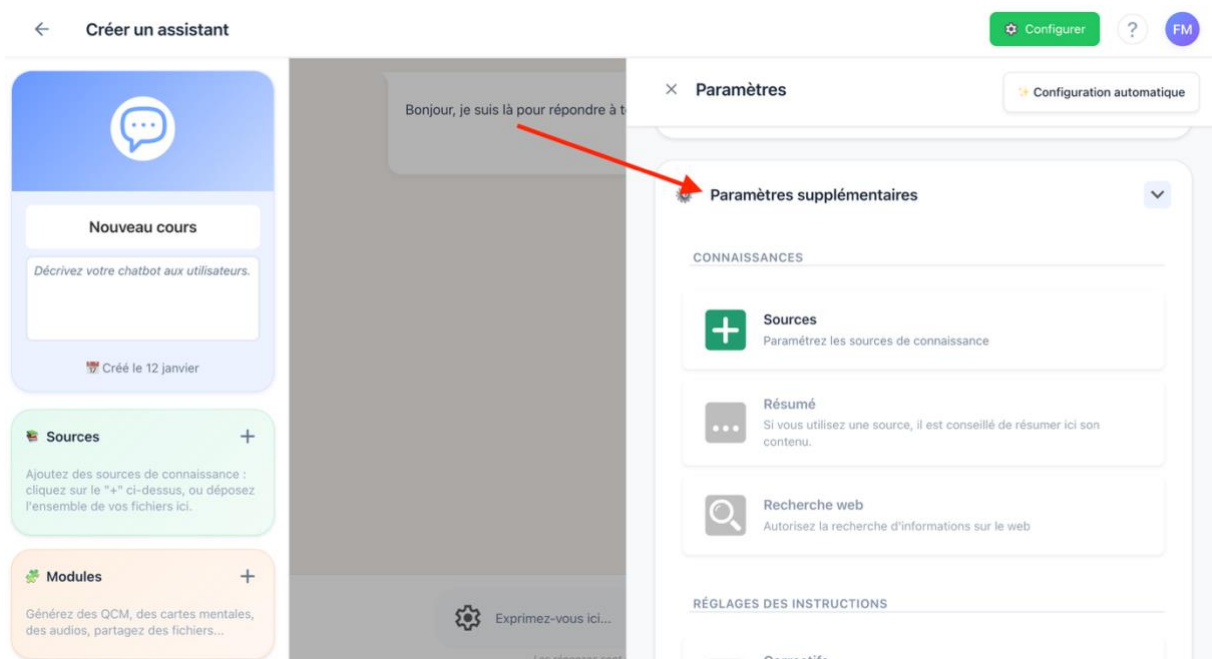 Créer un assistant
Configurer
?
FM
Nouveau cours
Décrivez votre chatbot aux utilisateurs.
Créé le 12 janvier
Sources
Ajoutez des sources de connaissance :
cliquez sur le "+" ci-dessus, ou déposez
l'ensemble de vos fichiers ici.
Modules
Générez des QCM, des cartes mentales,
des audios, partagez des fichiers...
Bonjour, je suis là pour répondre à
Exprimez-vous ici...
Paramètres
Configuration automatique
Paramètres supplémentaires
CONNAISSANCES
Sources
Paramétrez les sources de connaissance
Résumé
Si vous utilisez une source, il est conseillé de résumer ici son
contenu.
Recherche web
Autorisez la recherche d'informations sur le web
RÉGLAGES DES INSTRUCTIONS